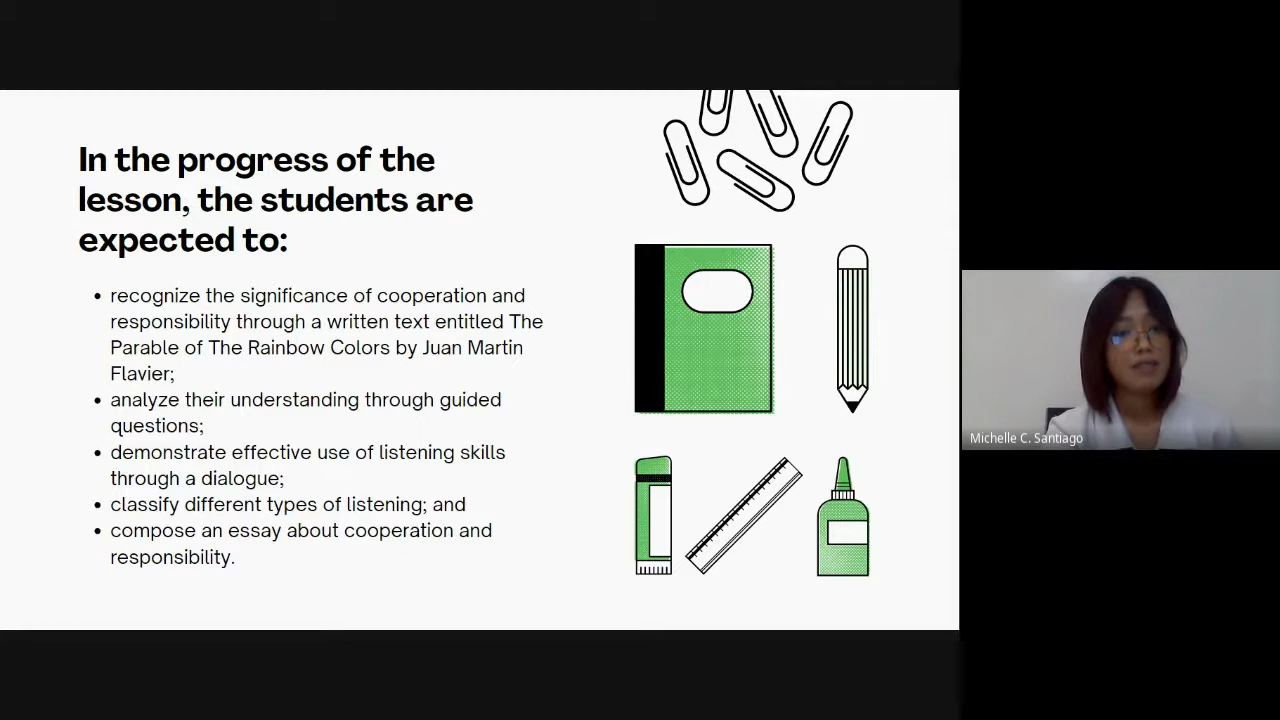 In the progress of the
lesson, the students are
expected to:
• recognize the significance of cooperation and
responsibility through a written text entitled The
Parable of The Rainbow Colors by Juan Martin
Flavier;
• analyze their understanding through guided
questions;
• demonstrate effective use of listening skills
through a dialogue;
• classify different types of listening; and
• compose an essay about cooperation and
responsibility.
Michelle C. Santiago